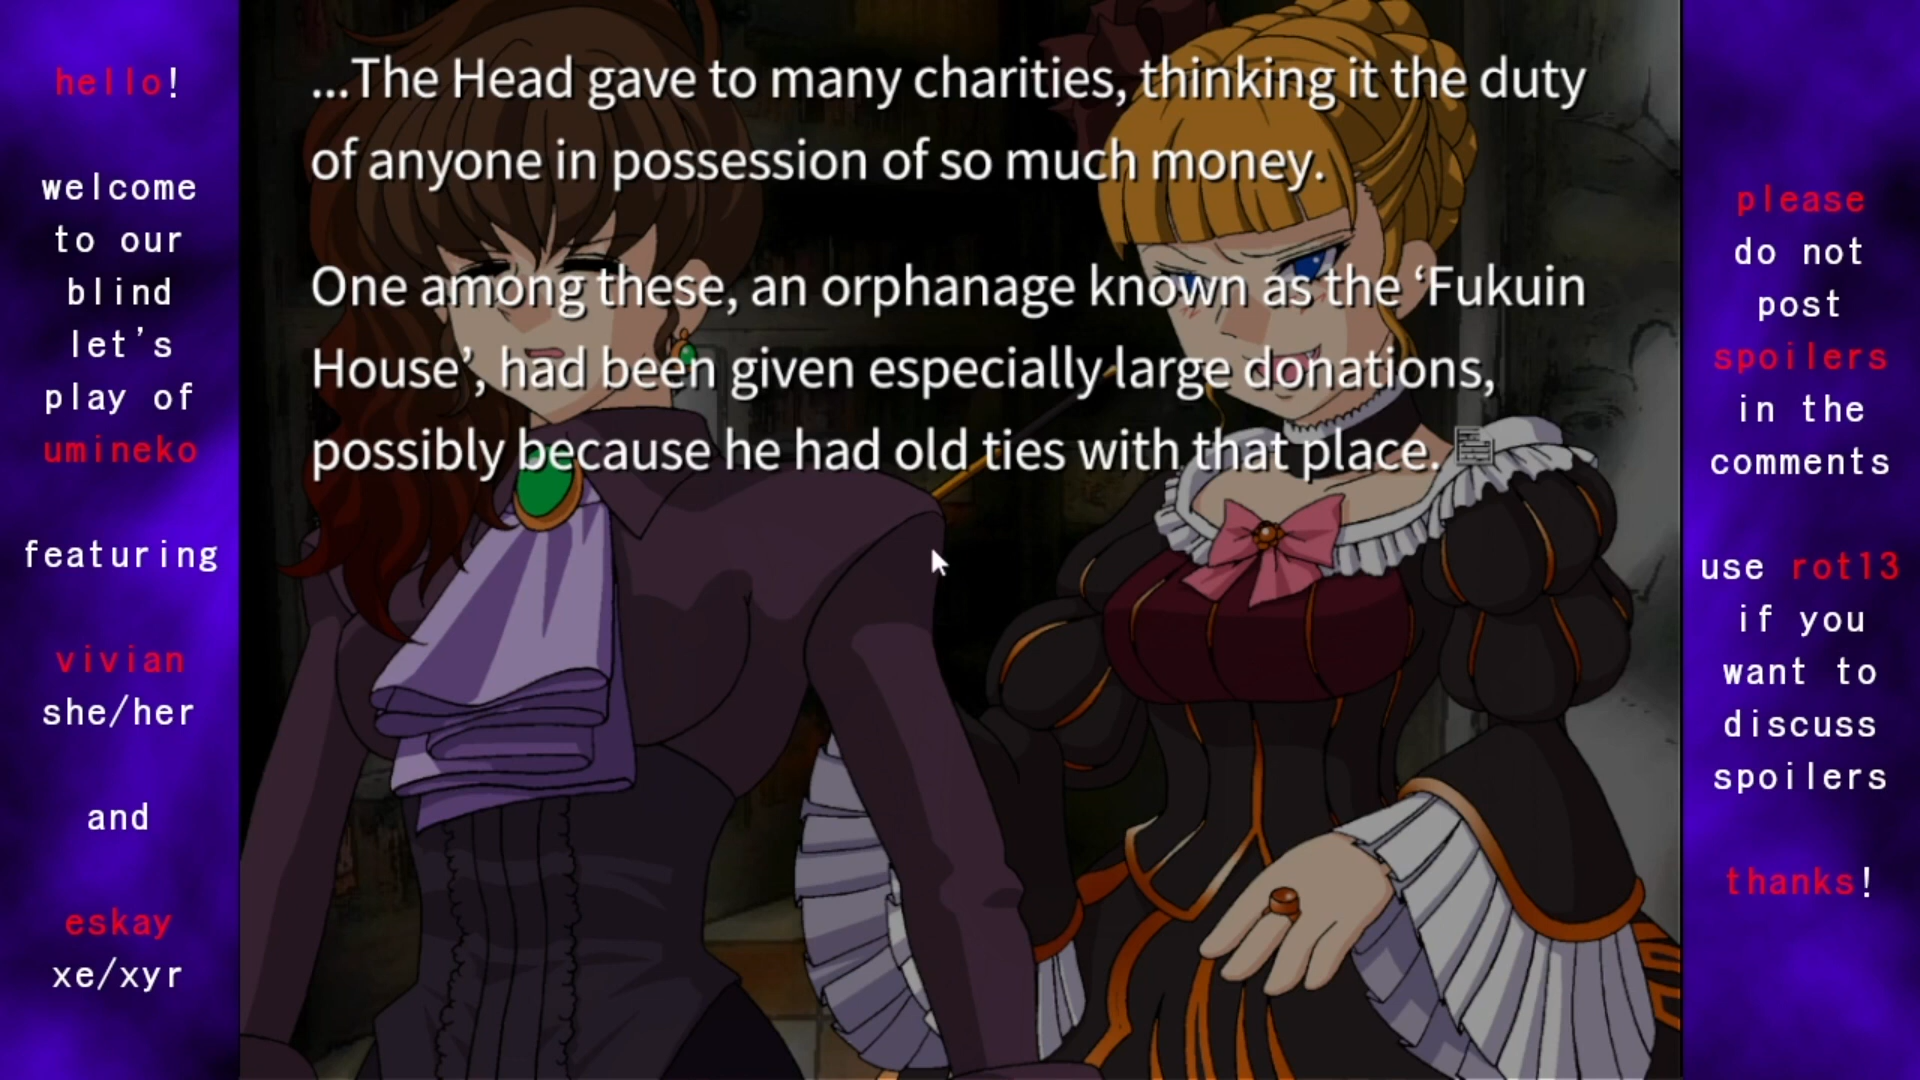 hello!
welcome
to our
blind
let's
play of
umineko
featuring
vivian
she/her
and
eskay
xe/xyr
...The Head gave to many charities, thinking it the duty
of anyone in possession of so much money.
One among these, an orphanage known as the ‘Fukuin
House’, had been given especially large donations,
possibly because he had old ties with that place.
please
do not
post
spoilers
in the
comments
use rot13
if you
want to
discuss
spoilers
thanks!